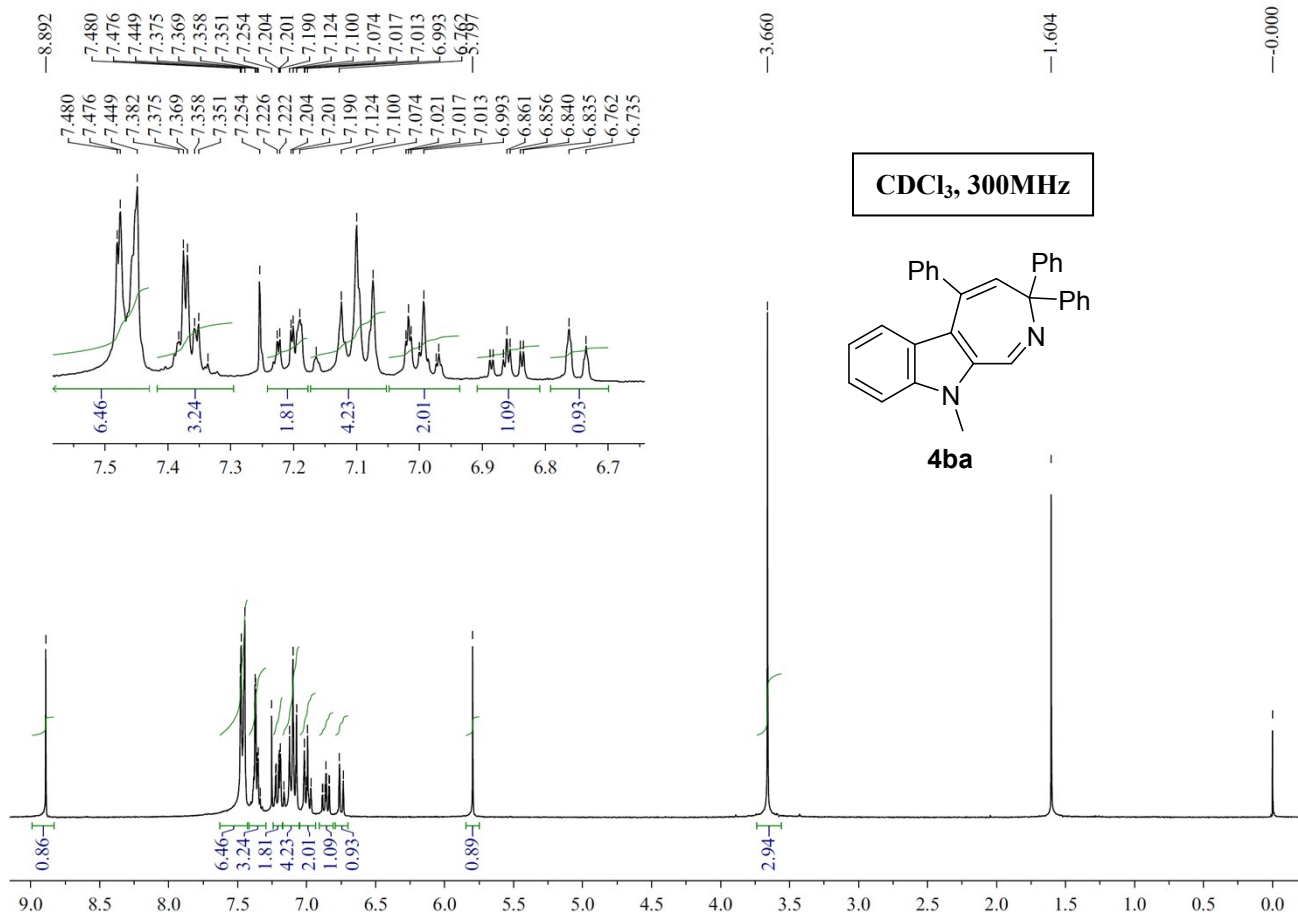 8.892 7.480 7.476 7.449 7.375 7.369 7.358 7.351 7.254 7.204 7.201 7.190 7.124 7.100 7.074 7.017 7.013 6.993 6.762 5.797 3.660 1.604 -0.000
7.480 7.476 7.449 7.382 7.375 7.369 7.358 7.351 7.254 7.226 7.222 7.204 7.201 7.190 7.124 7.100 7.074 7.021 7.017 7.013 6.993 6.861 6.856 6.840 6.835 6.762 6.735
CDCl₃, 300MHz
Ph Ph
Ph
N
N
4ba
6.46 3.24 1.81 4.23 2.01 1.09 0.93
7.5 7.4 7.3 7.2 7.1 7.0 6.9 6.8 6.7
0.86 6.46 3.24 1.81 4.23 2.01 1.09 0.93 0.89 2.94
9.0 8.5 8.0 7.5 7.0 6.5 6.0 5.5 5.0 4.5 4.0 3.5 3.0 2.5 2.0 1.5 1.0 0.5 0.0